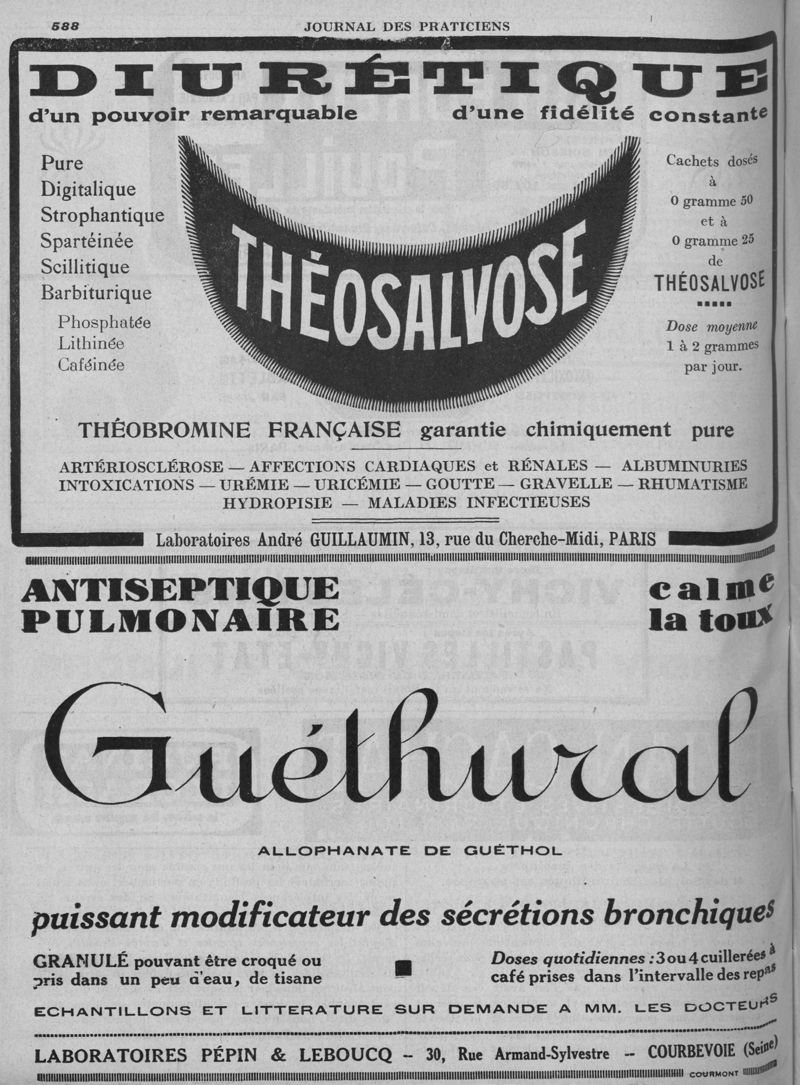 588
JOURNAL DES PRATICIENS
DIURÉTIQUE
d'un pouvoir remarquable d'une fidélité constante
Pure
Digitalique
Strophantique
Spartéinée
Scillitique
Barbiturique
Phosphatée
Lithinée
Caféinée
THÉOSALVOSE
Cachets dosés
à
0 gramme 50
et à
0 gramme 25
de
THÉOSALVOSE
Dose moyenne
1 à 2 grammes
par jour.
THÉOBROMINE FRANÇAISE garantie chimiquement pure
ARTÉRIOSCLÉROSE — AFFECTIONS CARDIAQUES et RÉNALES — ALBUMINURIES
INTOXICATIONS — URÉMIE — URICÉMIE — GOUTTE — GRAVELLE — RHUMATISME
HYDROPISIE — MALADIES INFECTIEUSES
Laboratoires André GUILLAUMIN, 13, rue du Cherche-Midi, PARIS
ANTISEPTIQUE
PULMONAIRE
calme
la toux
Guéthural
ALLOPHANATE DE GUÉTHOL
puissant modificateur des sécrétions bronchiques
GRANULÉ pouvant être croqué ou
pris dans un peu d'eau, de tisane
Doses quotidiennes : 3 ou 4 cuillerées à
café prises dans l'intervalle des repas
ECHANTILLONS ET LITTERATURE SUR DEMANDE A MM. LES DOCTEURS
LABORATOIRES PÉPIN & LEBOUCQ – 30, Rue Armand-Sylvestre – COURBEVOIE (Seine)
COURMONT